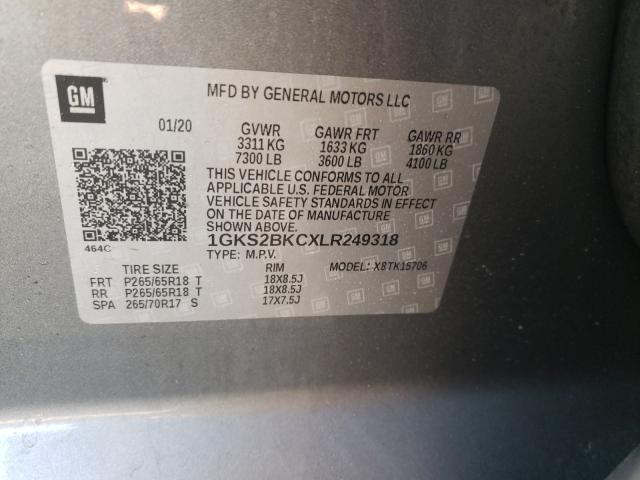 GM
MFD BY GENERAL MOTORS LLC
01/20 GVWR GAWR FRT GAWR RR
3311 KG 1633 KG 1860 KG
7300 LB 3600 LB 4100 LB
THIS VEHICLE CONFORMS TO ALL
APPLICABLE U.S. FEDERAL MOTOR
VEHICLE SAFETY STANDARDS IN EFFECT
ON THE DATE OF MANUFACTURE
SHOWN ABOVE.
1GKS2BKCXLR249318
464C
TYPE: M.P.V. MODEL: X8TK15706
TIRE SIZE RIM
FRT P265/65R18 T 18X8.5J
RR P265/65R18 T 18X8.5J
SPA 265/70R17 S 17X7.5J